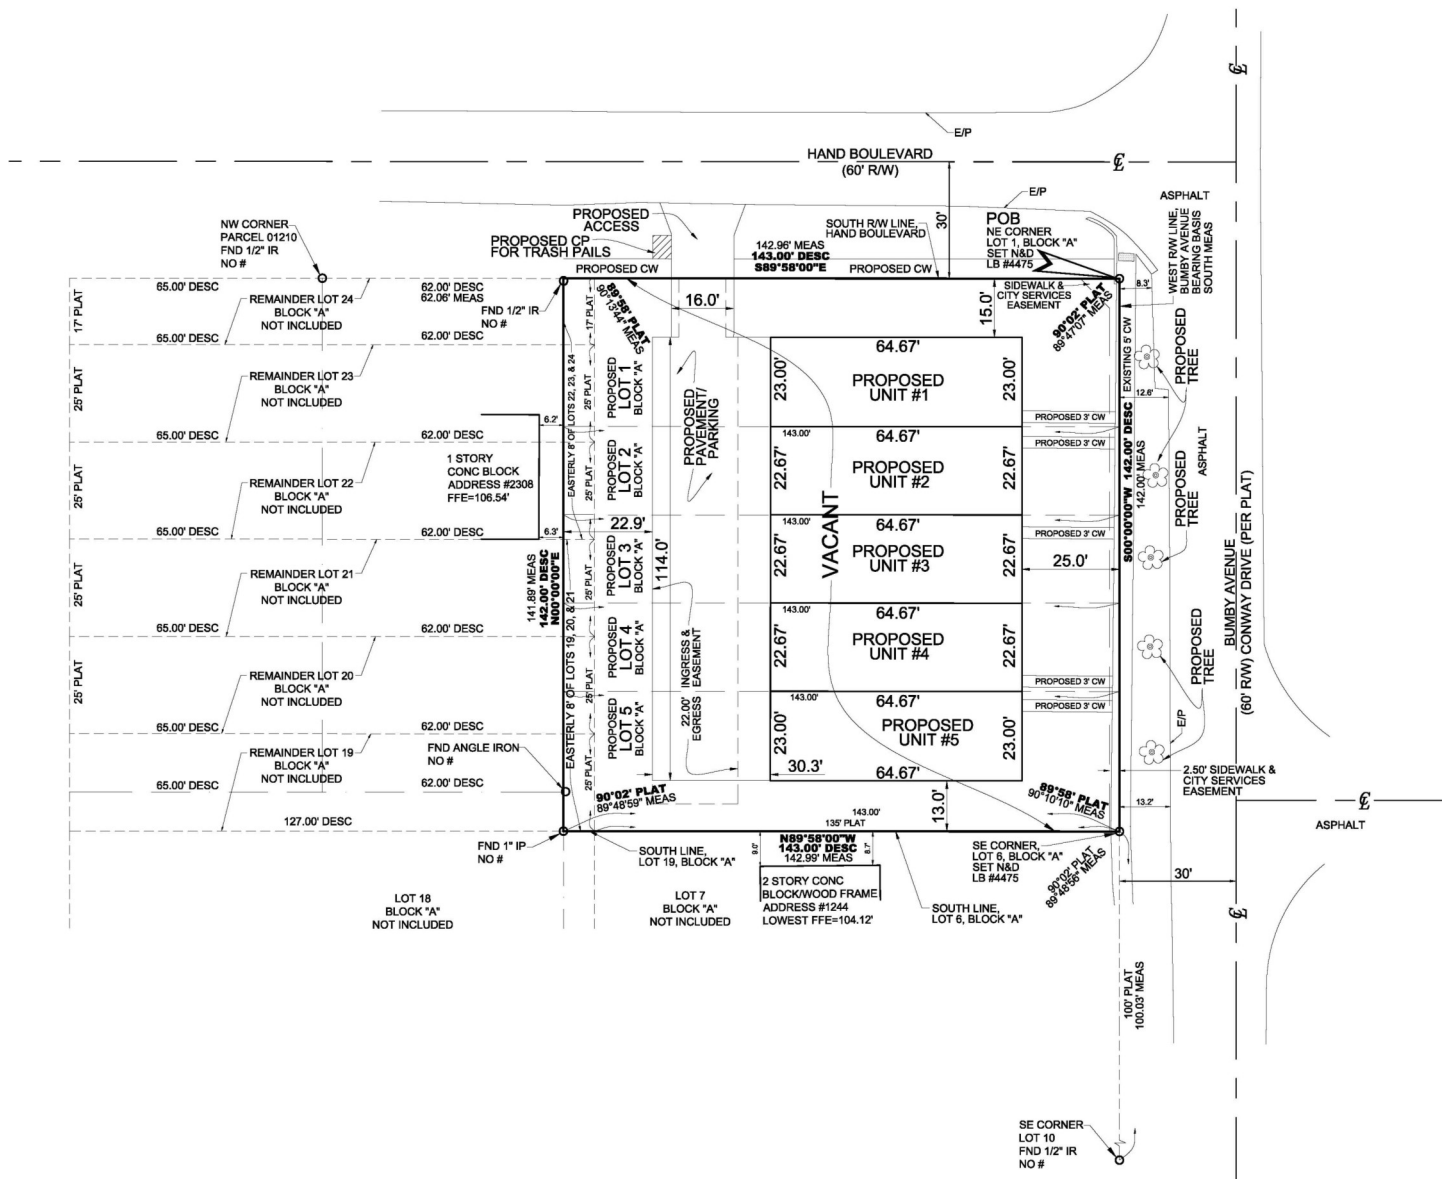 ℄
E/P
HAND BOULEVARD
(60' R/W)
℄
30'
E/P
ASPHALT
WEST R/W LINE,
BUMBY AVENUE
BEARING BASIS
SOUTH MEAS
PROPOSED
ACCESS
PROPOSED CP
FOR TRASH PAILS
PROPOSED CW
142.96' MEAS
143.00' DESC
S89°58'00"E
SOUTH R/W LINE,
HAND BOULEVARD
PROPOSED CW
POB
NE CORNER
LOT 1, BLOCK "A"
SET N&D
LB #4475
SIDEWALK &
CITY SERVICES
EASEMENT
8.3'
NW CORNER
PARCEL 01210
FND 1/2" IR
NO #
65.00' DESC
62.00' DESC
62.06' MEAS
FND 1/2" IR
NO #
17' PLAT
REMAINDER LOT 24
BLOCK "A"
NOT INCLUDED
65.00' DESC
62.00' DESC
25' PLAT
REMAINDER LOT 23
BLOCK "A"
NOT INCLUDED
65.00' DESC
62.00' DESC
25' PLAT
REMAINDER LOT 22
BLOCK "A"
NOT INCLUDED
65.00' DESC
62.00' DESC
25' PLAT
REMAINDER LOT 21
BLOCK "A"
NOT INCLUDED
65.00' DESC
62.00' DESC
25' PLAT
REMAINDER LOT 20
BLOCK "A"
NOT INCLUDED
65.00' DESC
62.00' DESC
REMAINDER LOT 19
BLOCK "A"
NOT INCLUDED
65.00' DESC
62.00' DESC
127.00' DESC
1 STORY
CONC BLOCK
ADDRESS #2308
FFE=106.54'
6.2'
6.3'
141.89' MEAS
142.00' DESC
N00°00'00"E
EASTERLY 8' OF LOTS 22, 23, & 24
EASTERLY 8' OF LOTS 19, 20, & 21
FND ANGLE IRON
NO #
FND 1" IP
NO #
89°58' PLAT
90°13'44" MEAS
17' PLAT
25' PLAT
25' PLAT
25' PLAT
25' PLAT
25' PLAT
PROPOSED
LOT 1
BLOCK "A"
PROPOSED
LOT 2
BLOCK "A"
PROPOSED
LOT 3
BLOCK "A"
PROPOSED
LOT 4
BLOCK "A"
PROPOSED
LOT 5
BLOCK "A"
16.0'
PROPOSED
PAVEMENT/
PARKING
22.9'
114.0'
22.00' INGRESS &
EGRESS EASEMENT
VACANT
15.0'
64.67'
23.00'
PROPOSED
UNIT #1
23.00'
143.00'
64.67'
22.67'
PROPOSED
UNIT #2
22.67'
143.00'
64.67'
22.67'
PROPOSED
UNIT #3
22.67'
25.0'
143.00'
64.67'
22.67'
PROPOSED
UNIT #4
22.67'
143.00'
64.67'
23.00'
PROPOSED
UNIT #5
23.00'
30.3'
64.67'
13.0'
90°02' PLAT
89°47'07" MEAS
EXISTING 5' CW
12.6'
PROPOSED 3' CW
PROPOSED 3' CW
PROPOSED 3' CW
PROPOSED 3' CW
PROPOSED 3' CW
S00°00'00"W 142.00' DESC
142.00' MEAS
PROPOSED
TREE
PROPOSED
TREE
ASPHALT
PROPOSED
TREE
E/P
BUMBY AVENUE
(60' R/W) CONWAY DRIVE (PER PLAT)
2.50' SIDEWALK &
CITY SERVICES
EASEMENT
13.2'
℄
ASPHALT
90°02' PLAT
89°48'59" MEAS
89°58' PLAT
90°10'10" MEAS
143.00'
135' PLAT
N89°58'00"W
143.00' DESC
142.99' MEAS
9.0'
8.7'
SOUTH LINE,
LOT 19, BLOCK "A"
2 STORY CONC
BLOCK/WOOD FRAME
ADDRESS #1244
LOWEST FFE=104.12'
SE CORNER,
LOT 6, BLOCK "A"
SET N&D
LB #4475
SOUTH LINE,
LOT 6, BLOCK "A"
90°02' PLAT
89°48'56" MEAS
30'
℄
LOT 18
BLOCK "A"
NOT INCLUDED
LOT 7
BLOCK "A"
NOT INCLUDED
100' PLAT
100.03' MEAS
SE CORNER
LOT 10
FND 1/2" IR
NO #